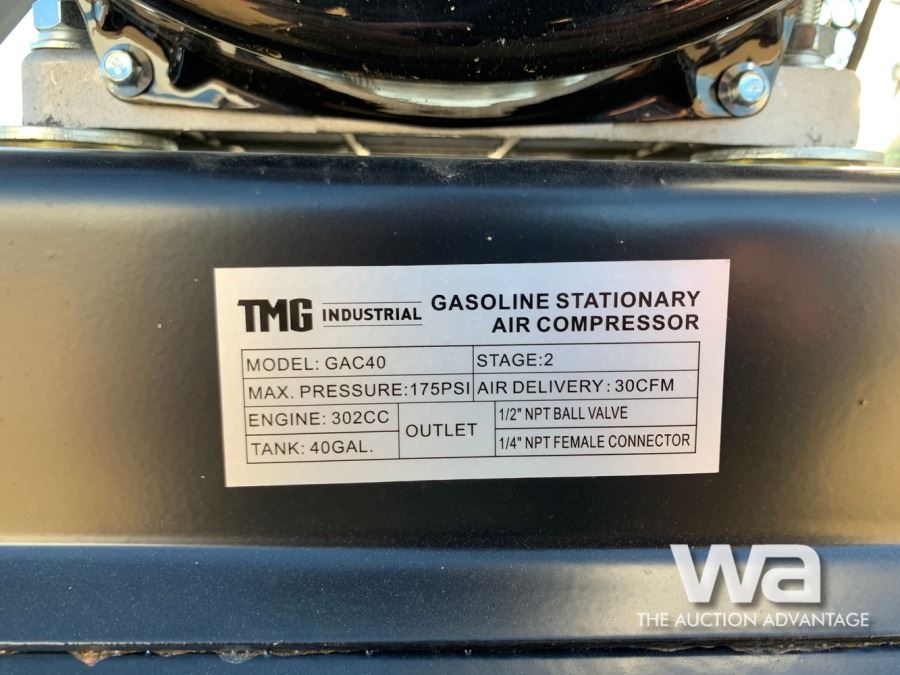 TMG INDUSTRIAL GASOLINE STATIONARY
AIR COMPRESSOR
MODEL: GAC40 STAGE:2
MAX. PRESSURE:175PSI AIR DELIVERY : 30CFM
ENGINE: 302CC OUTLET 1/2" NPT BALL VALVE
TANK: 40GAL. 1/4" NPT FEMALE CONNECTOR
wa
THE AUCTION ADVANTAGE